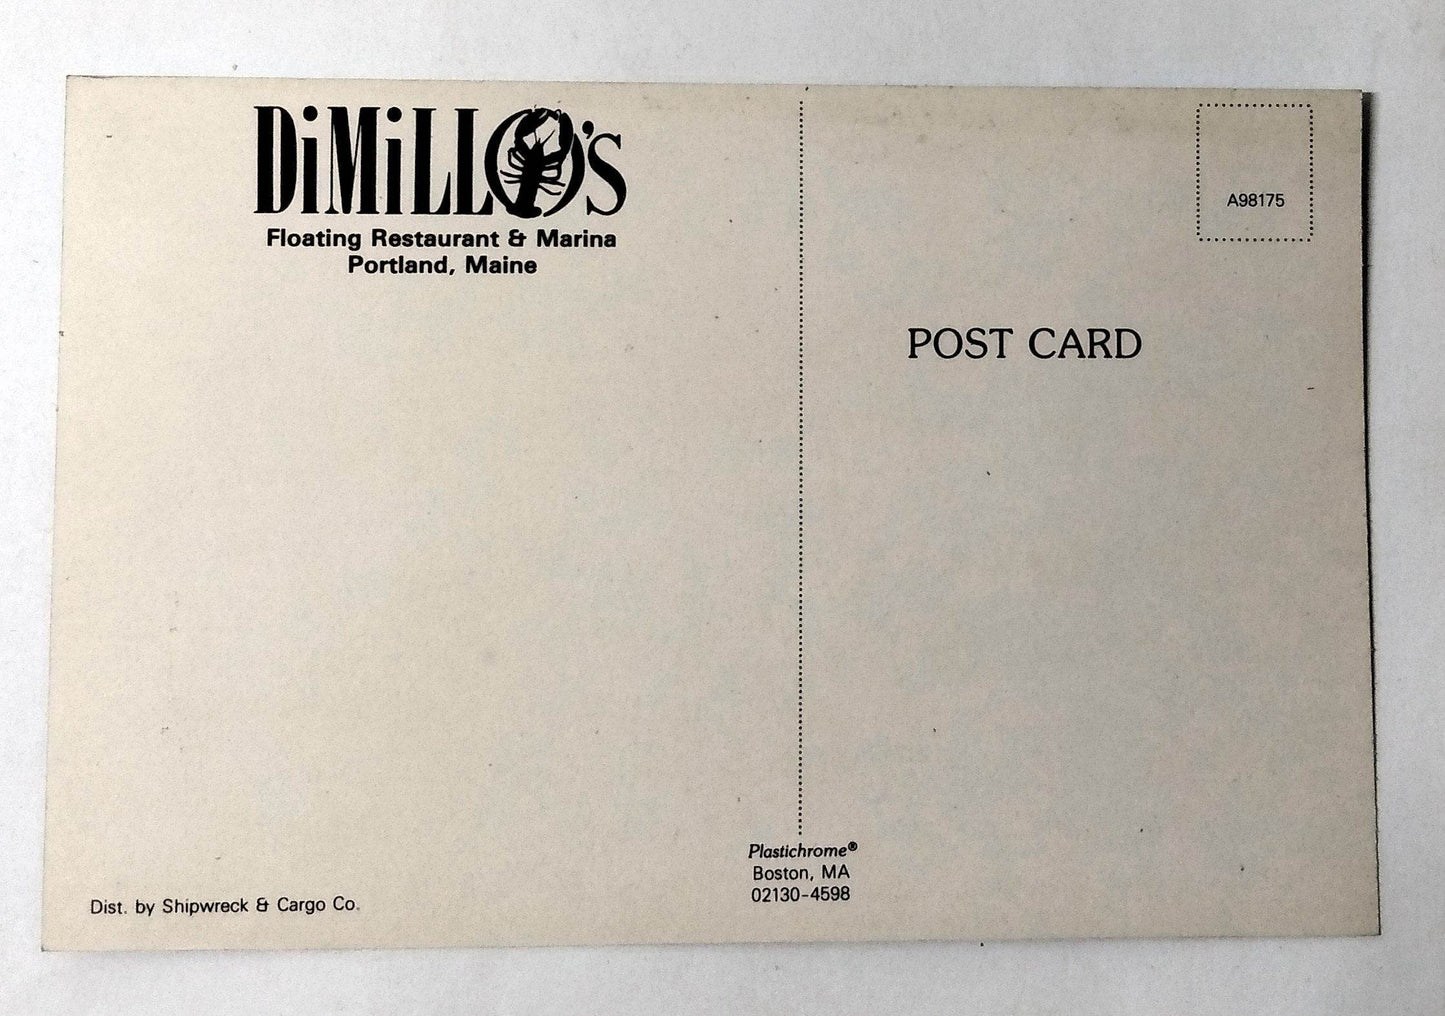 DiMiLLO's
Floating Restaurant & Marina
Portland, Maine
A98175
POST CARD
Plastichrome®
Boston, MA
02130-4598
Dist. by Shipwreck & Cargo Co.